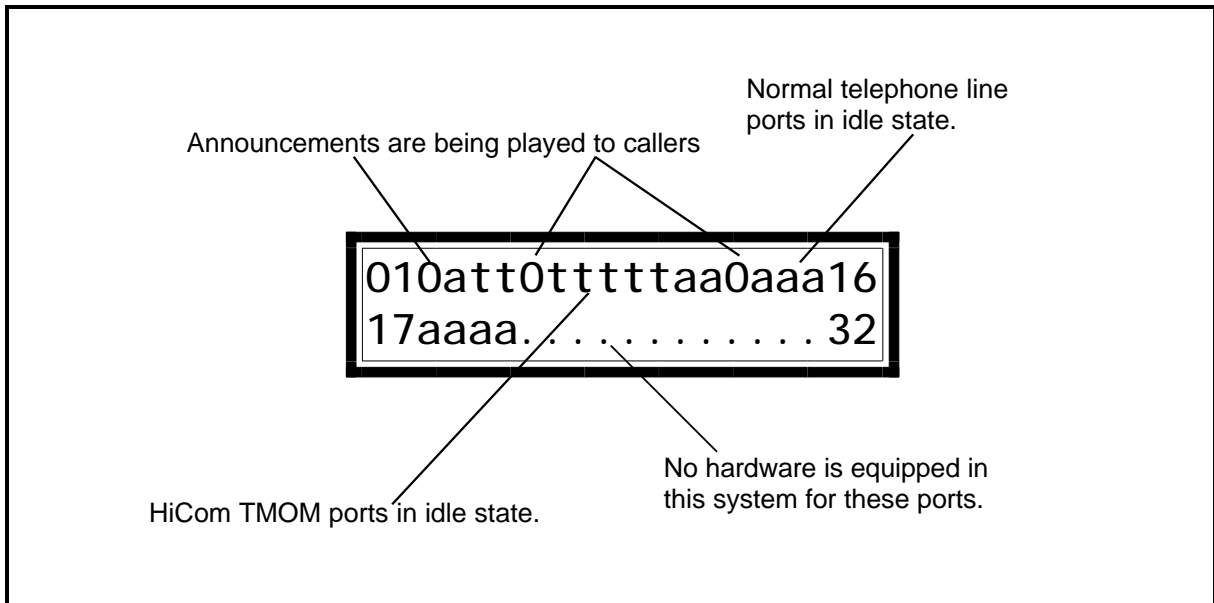 Normal telephone line
ports in idle state.
Announcements are being played to callers
010att0tttttaa0aaa16
17aaaa............32
No hardware is equipped in
this system for these ports.
HiCom TMOM ports in idle state.